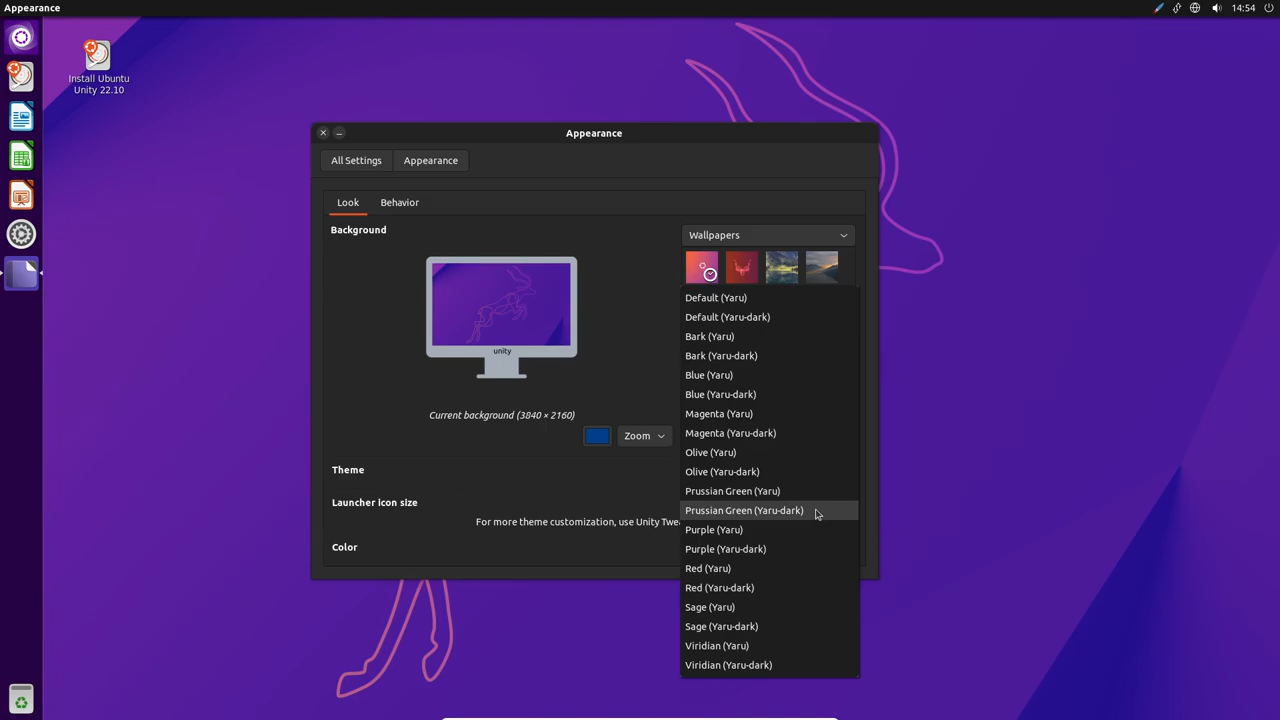 Appearance
14:54
Install Ubuntu
Unity 22.10
Appearance
All Settings
Appearance
Look
Behavior
Background
Wallpapers
unity
Current background (3840 × 2160)
Zoom
Theme
Launcher icon size
For more theme customization, use Unity Twe
Color
Default (Yaru)
Default (Yaru-dark)
Bark (Yaru)
Bark (Yaru-dark)
Blue (Yaru)
Blue (Yaru-dark)
Magenta (Yaru)
Magenta (Yaru-dark)
Olive (Yaru)
Olive (Yaru-dark)
Prussian Green (Yaru)
Prussian Green (Yaru-dark)
Purple (Yaru)
Purple (Yaru-dark)
Red (Yaru)
Red (Yaru-dark)
Sage (Yaru)
Sage (Yaru-dark)
Viridian (Yaru)
Viridian (Yaru-dark)